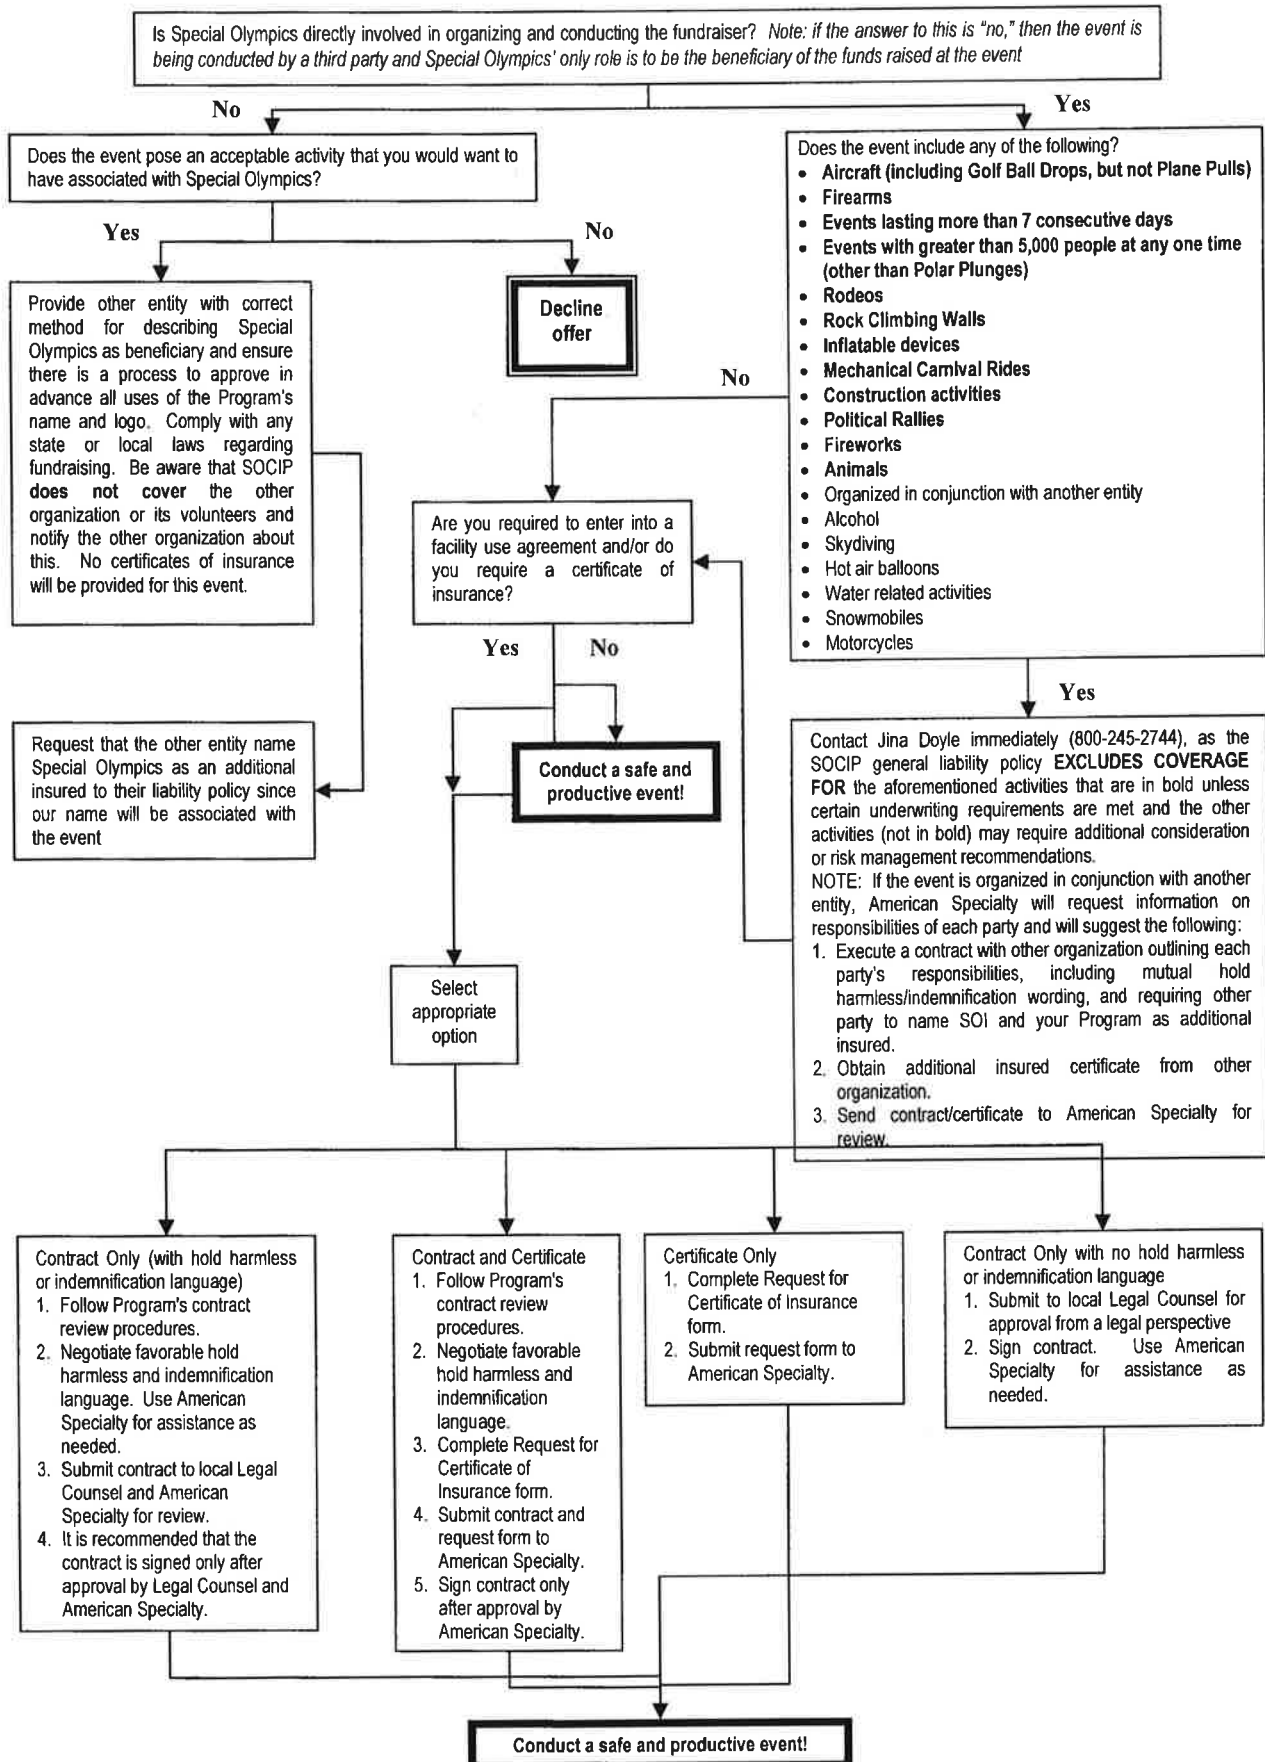 Is Special Olympics directly involved in organizing and conducting the fundraiser? Note: if the answer to this is "no," then the event is
being conducted by a third party and Special Olympics' only role is to be the beneficiary of the funds raised at the event
No
Yes
Does the event pose an acceptable activity that you would want to
have associated with Special Olympics?
Yes
No
Provide other entity with correct
method for describing Special
Olympics as beneficiary and ensure
there is a process to approve in
advance all uses of the Program's
name and logo. Comply with any
state or local laws regarding
fundraising. Be aware that SOCIP
does not cover the other
organization or its volunteers and
notify the other organization about
this. No certificates of insurance
will be provided for this event.
Decline
offer
Request that the other entity name
Special Olympics as an additional
insured to their liability policy since
our name will be associated with
the event
Does the event include any of the following?
• Aircraft (including Golf Ball Drops, but not Plane Pulls)
• Firearms
• Events lasting more than 7 consecutive days
• Events with greater than 5,000 people at any one time
(other than Polar Plunges)
• Rodeos
• Rock Climbing Walls
• Inflatable devices
• Mechanical Carnival Rides
• Construction activities
• Political Rallies
• Fireworks
• Animals
• Organized in conjunction with another entity
• Alcohol
• Skydiving
• Hot air balloons
• Water related activities
• Snowmobiles
• Motorcycles
No
Yes
Are you required to enter into a
facility use agreement and/or do
you require a certificate of
insurance?
Yes
No
Conduct a safe and
productive event!
Contact Jina Doyle immediately (800-245-2744), as the
SOCIP general liability policy EXCLUDES COVERAGE
FOR the aforementioned activities that are in bold unless
certain underwriting requirements are met and the other
activities (not in bold) may require additional consideration
or risk management recommendations.
NOTE: If the event is organized in conjunction with another
entity, American Specialty will request information on
responsibilities of each party and will suggest the following:
1. Execute a contract with other organization outlining each
party's responsibilities, including mutual hold
harmless/indemnification wording, and requiring other
party to name SOI and your Program as additional
insured.
2. Obtain additional insured certificate from other
organization.
3. Send contract/certificate to American Specialty for
review.
Select
appropriate
option
Contract Only (with hold harmless
or indemnification language)
1. Follow Program's contract
review procedures.
2. Negotiate favorable hold
harmless and indemnification
language. Use American
Specialty for assistance as
needed.
3. Submit contract to local Legal
Counsel and American
Specialty for review.
4. It is recommended that the
contract is signed only after
approval by Legal Counsel and
American Specialty.
Contract and Certificate
1. Follow Program's
contract review
procedures.
2. Negotiate favorable
hold harmless and
indemnification
language.
3. Complete Request for
Certificate of
Insurance form.
4. Submit contract and
request form to
American Specialty.
5. Sign contract only
after approval by
American Specialty.
Certificate Only
1. Complete Request for
Certificate of Insurance
form.
2. Submit request form to
American Specialty.
Contract Only with no hold harmless
or indemnification language
1. Submit to local Legal Counsel for
approval from a legal perspective
2. Sign contract. Use American
Specialty for assistance as
needed.
Conduct a safe and productive event!